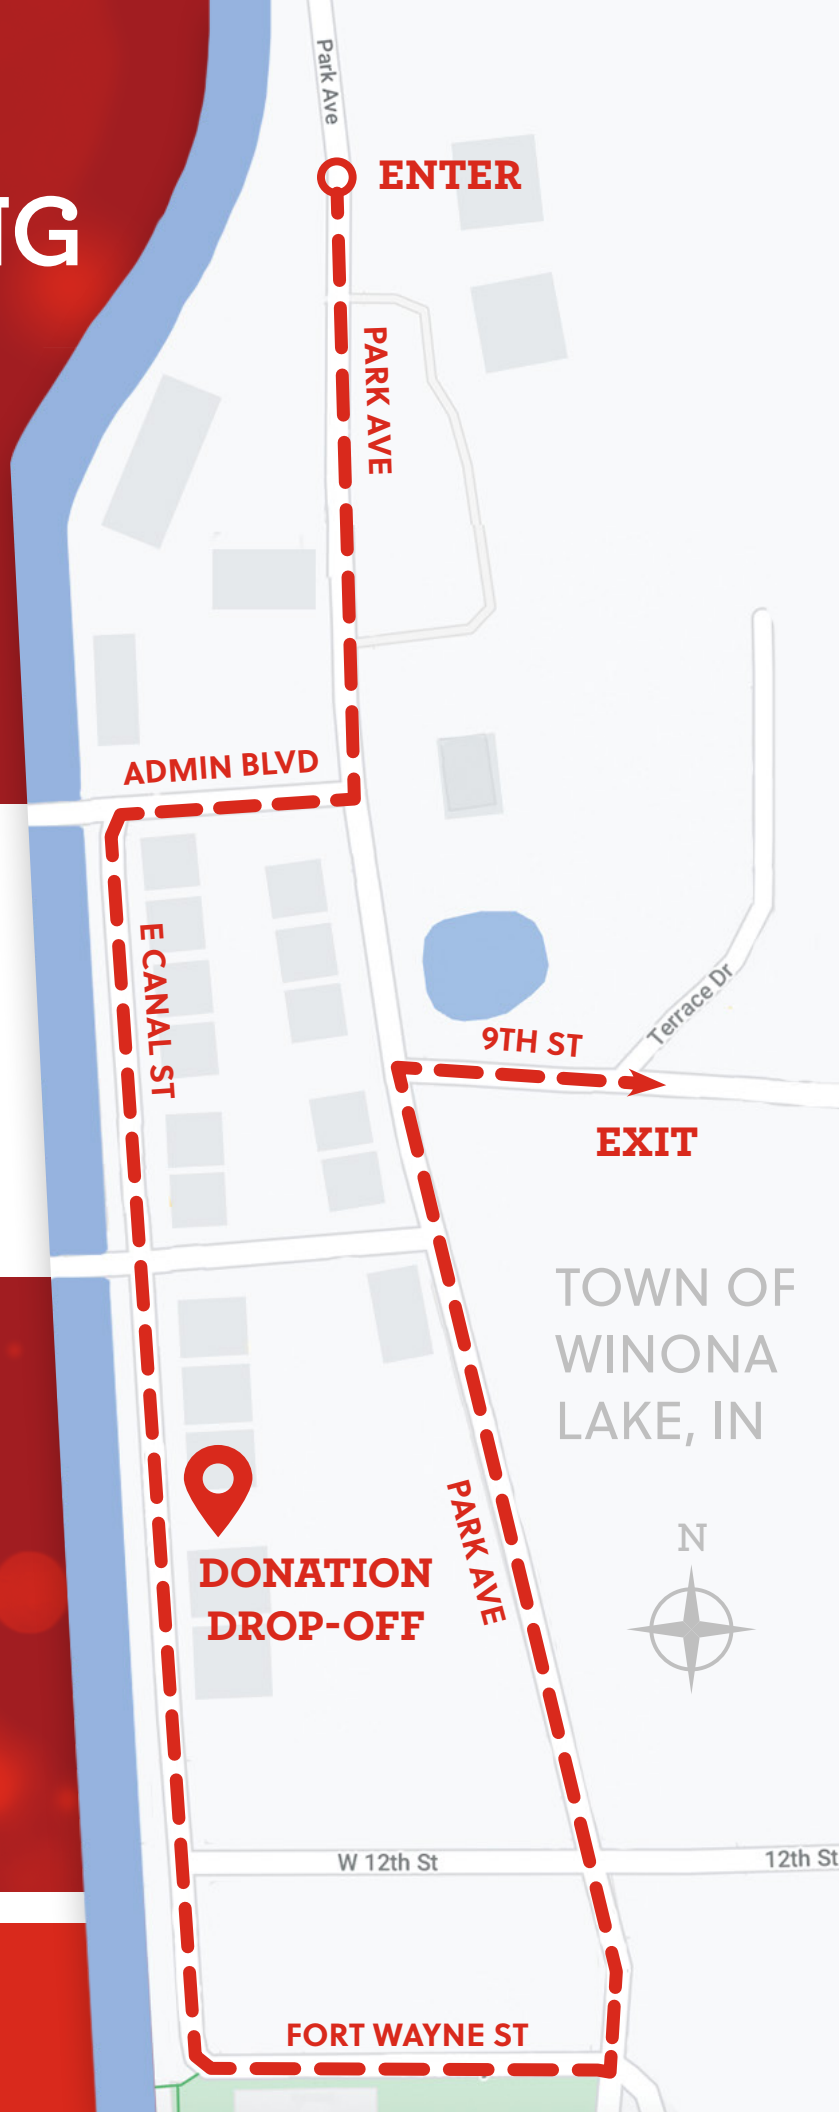 Park Ave
ENTER
NG
PARK AVE
ADMIN BLVD
E CANAL ST
Terrace Dr
9TH ST
EXIT
TOWN OF
WINONA
LAKE, IN
N
PARK AVE
DONATION
DROP-OFF
W 12th St
12th St
FORT WAYNE ST